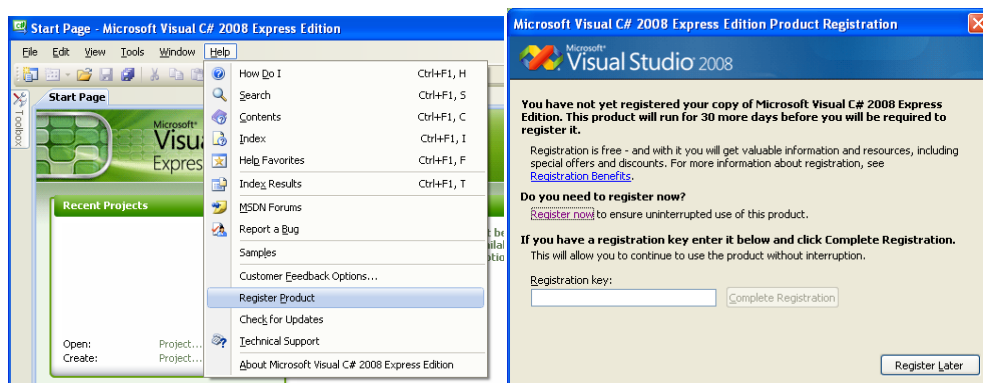 Start Page - Microsoft Visual C# 2008 Express Edition
File Edit View Tools Window Help
Start Page
Toolbox
Microsoft
Visu
Expres
Recent Projects
Open: Project...
Create: Project...
How Do I Ctrl+F1, H
Search Ctrl+F1, S
Contents Ctrl+F1, C
Index Ctrl+F1, I
Help Favorites Ctrl+F1, F
Index Results Ctrl+F1, T
MSDN Forums
Report a Bug
Samples
Customer Feedback Options...
Register Product
Check for Updates
Technical Support
About Microsoft Visual C# 2008 Express Edition
Microsoft Visual C# 2008 Express Edition Product Registration
Microsoft®
Visual Studio 2008
You have not yet registered your copy of Microsoft Visual C# 2008 Express
Edition. This product will run for 30 more days before you will be required to
register it.
Registration is free - and with it you will get valuable information and resources, including
special offers and discounts. For more information about registration, see
Registration Benefits.
Do you need to register now?
Register now to ensure uninterrupted use of this product.
If you have a registration key enter it below and click Complete Registration.
This will allow you to continue to use the product without interruption.
Registration key:
Complete Registration
Register Later